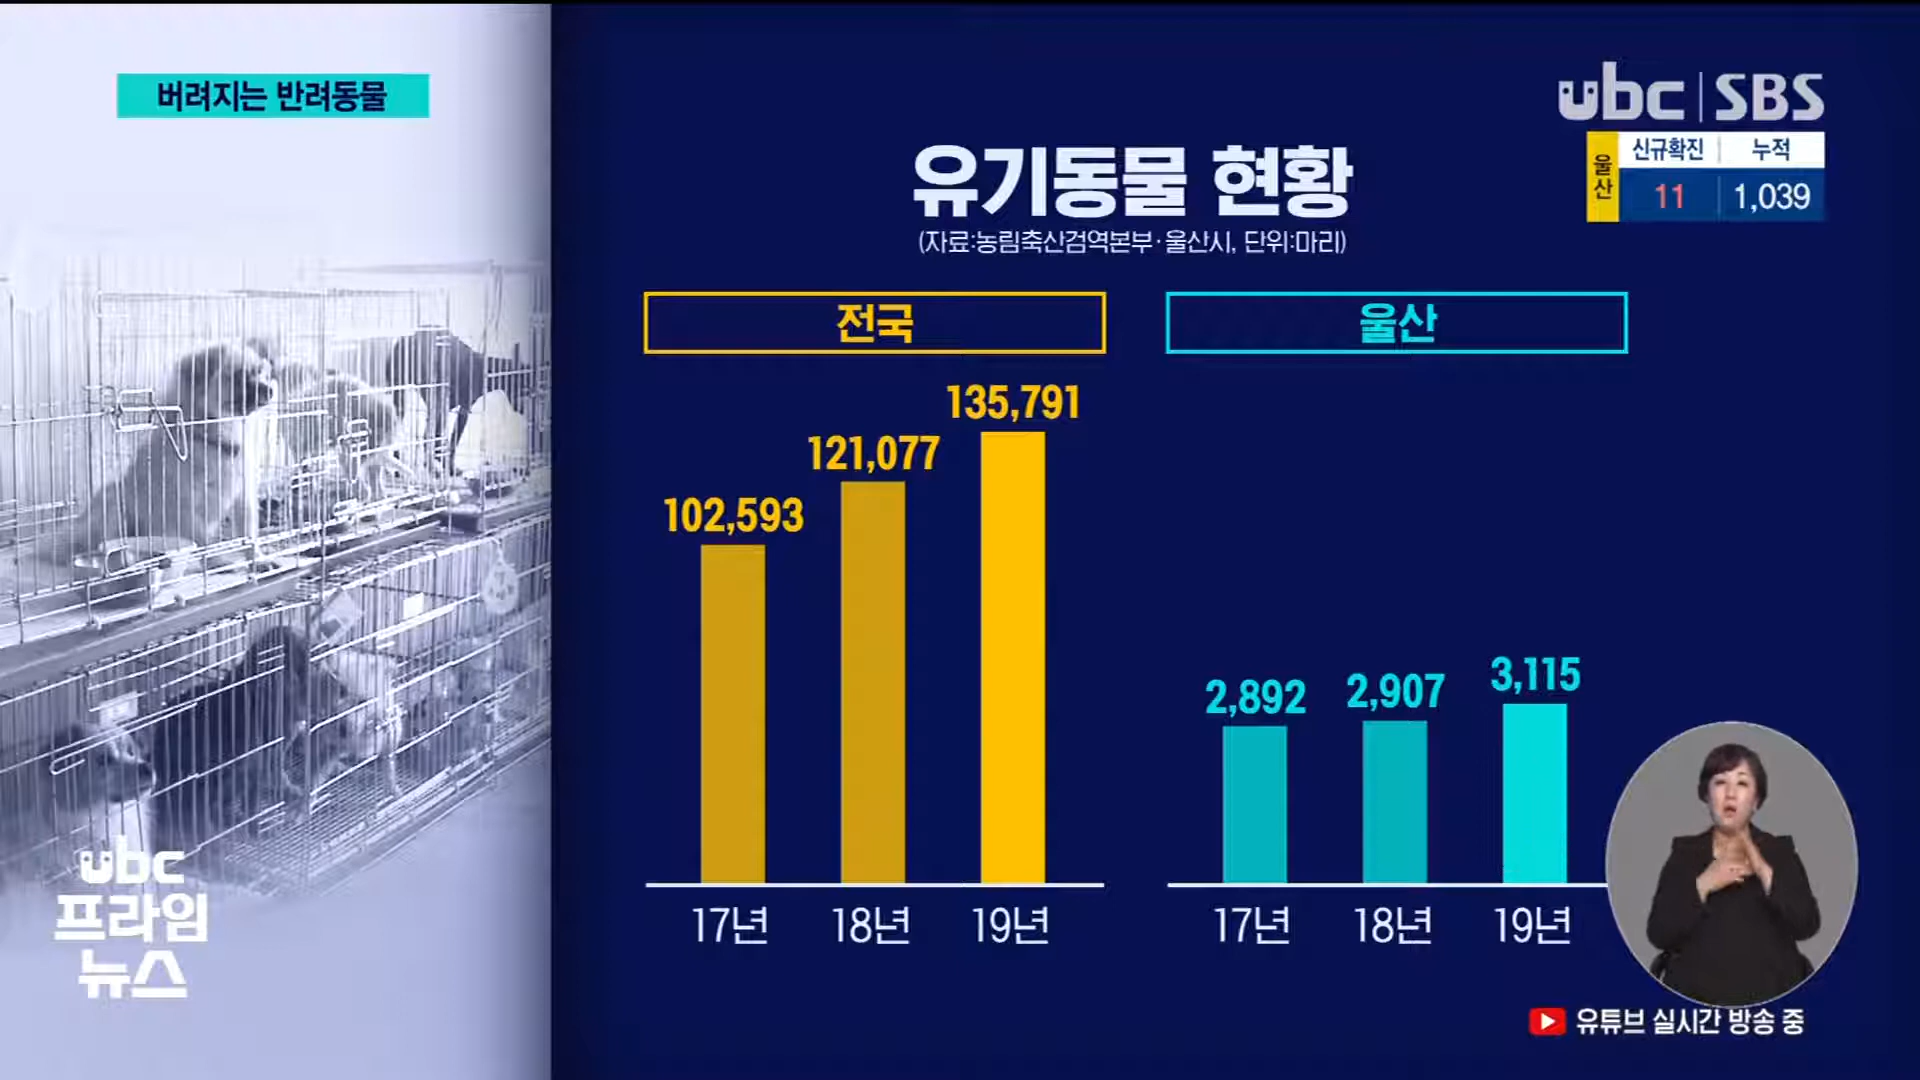 버려지는 반려동물
ubc SBS
울산
신규확진 누적
11 1,039
유기동물 현황
(자료:농림축산검역본부·울산시, 단위:마리)
전국
135,791
121,077
102,593
17년 18년 19년
울산
3,115
2,907
2,892
17년 18년 19년
ubc
프라임
뉴스
유튜브 실시간 방송 중